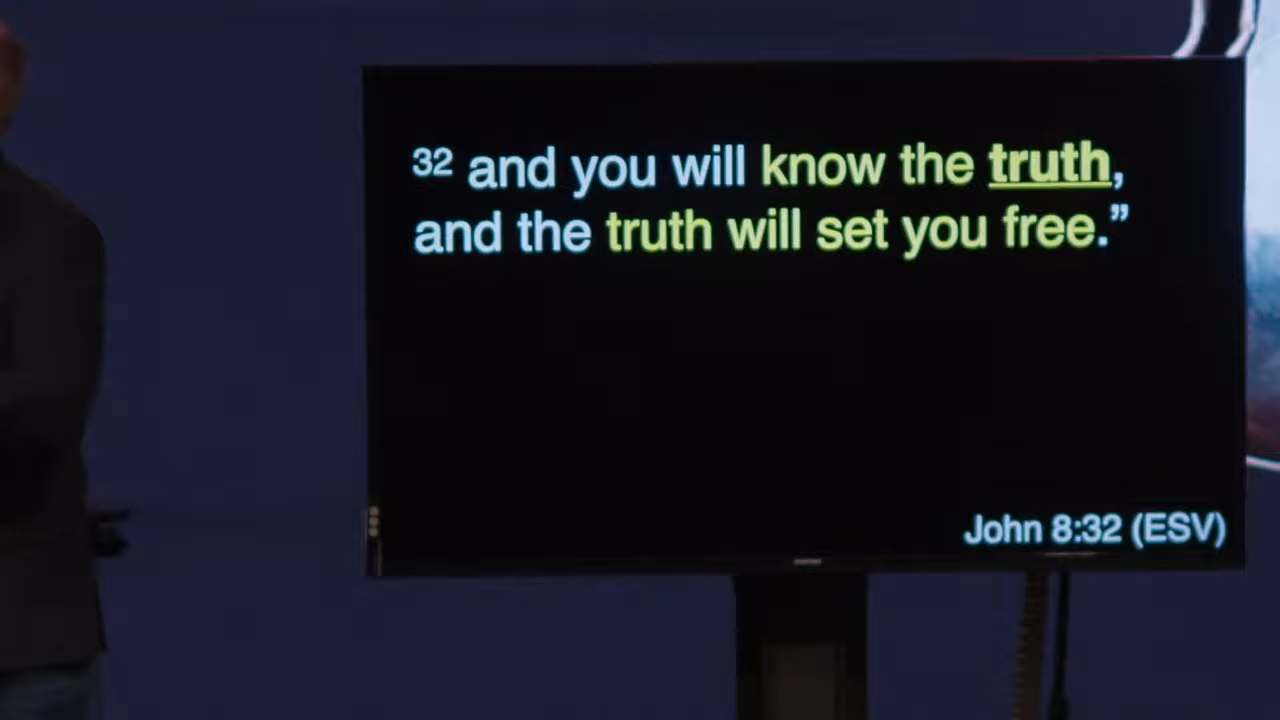 32 and you will know the truth,
and the truth will set you free.”
John 8:32 (ESV)